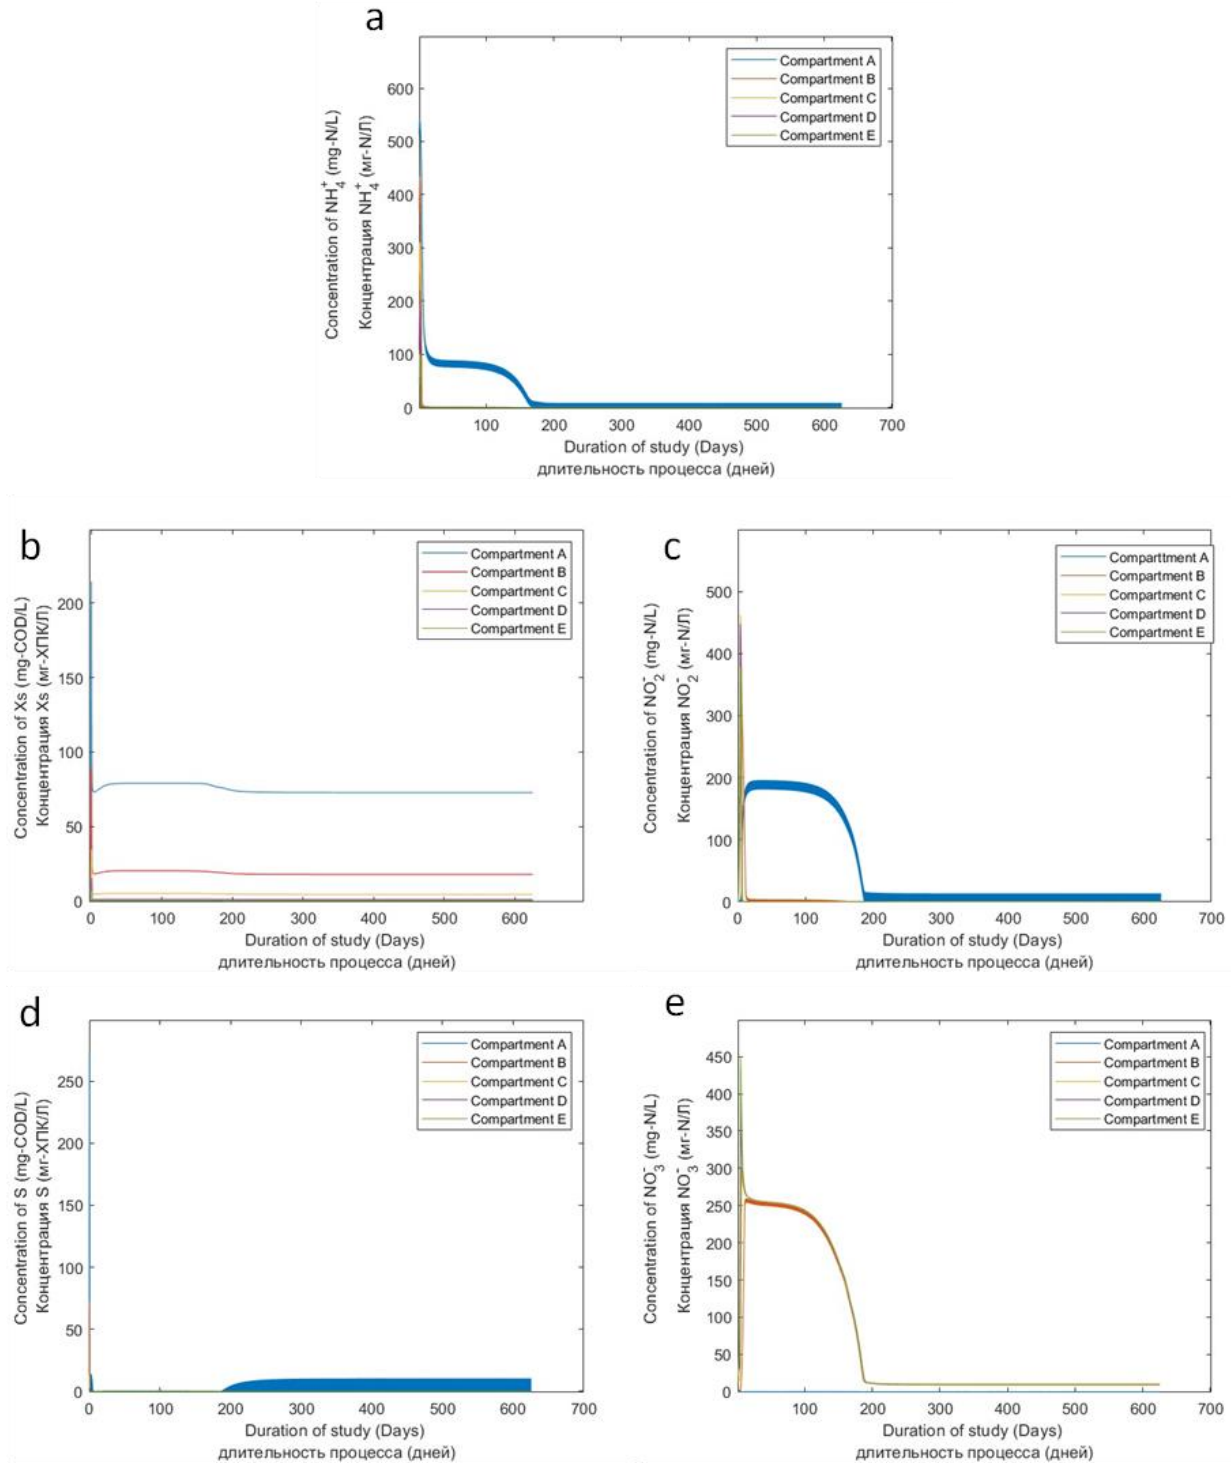 a
Concentration of NH₄⁺ (mg-N/L)
Концентрация NH₄⁺ (мг-N/Л)
600
500
400
300
200
100
0
Compartment A
Compartment B
Compartment C
Compartment D
Compartment E
100 200 300 400 500 600 700
Duration of study (Days)
длительность процесса (дней)
b
Concentration of Xs (mg-COD/L)
Концентрация Xs (мг-ХПК/Л)
200
150
100
50
0
Compartment A
Compartment B
Compartment C
Compartment D
Compartment E
0 100 200 300 400 500 600
Duration of study (Days)
длительность процесса (дней)
c
Concentration of NO₂⁻ (mg-N/L)
Концентрация NO₂⁻ (мг-N/Л)
500
400
300
200
100
0
Comparttment A
Compartment B
Compartment C
Compartment D
Compartment E
0 100 200 300 400 500 600 700
Duration of study (Days)
длительность процесса (дней)
d
Concentration of S (mg-COD/L)
Концентрация S (мг-ХПК/Л)
250
200
150
100
50
0
Compartment A
Compartment B
Compartment C
Compartment D
Compartment E
0 100 200 300 400 500 600 700
Duration of study (Days)
длительность процесса (дней)
e
Concentration of NO₃⁻ (mg-N/L)
Концентрация NO₃⁻ (мг-N/Л)
450
400
350
300
250
200
150
100
50
0
Compartment A
Compartment B
Compartment C
Compartment D
Compartment E
100 200 300 400 500 600 700
Duration of study (Days)
длительность процесса (дней)